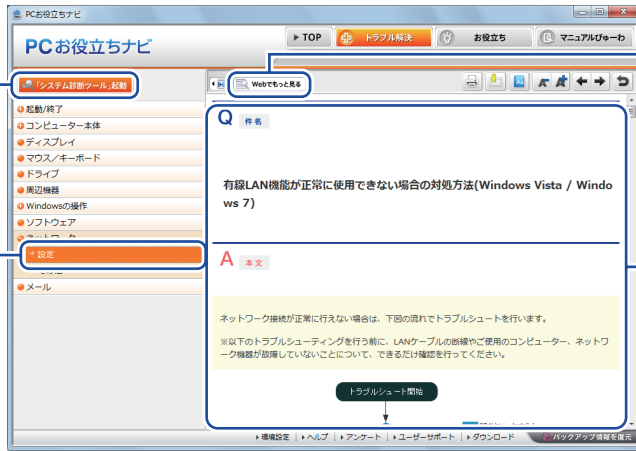 PCお役立ちナビ
PCお役立ちナビ
TOP
トラブル解決
お役立ち
マニュアルびゅーわ
「システム診断ツール」起動
Webでもっと見る
起動/終了
コンピューター本体
ディスプレイ
マウス/キーボード
ドライブ
周辺機器
Windowsの操作
ソフトウェア
設定
メール
Q 件名
有線LAN機能が正常に使用できない場合の対処方法(Windows Vista / Windo
ws 7)
A 本文
ネットワーク接続が正常に行えない場合は、下図の流れでトラブルシュートを行います。
※以下のトラブルシューティングを行う前に、LANケーブルの断線やご使用のコンピューター、ネットワ
ーク機器が故障していないことについて、できるだけ確認を行ってください。
トラブルシュート開始
環境設定 ヘルプ アンケート ユーザーサポート ダウンロード バックアップ情報を復元